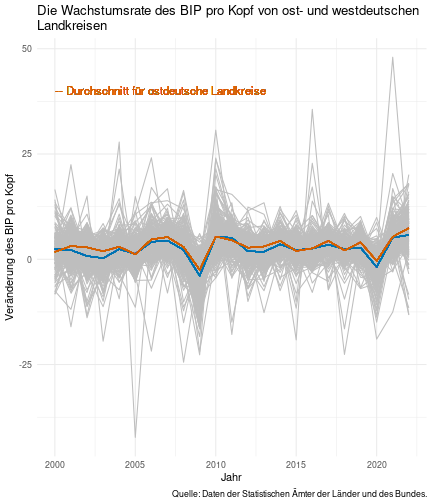 Die Wachstumsrate des BIP pro Kopf von ost- und westdeutschen
Landkreisen
50
25
0
-25
Veränderung des BIP pro Kopf
— Durchschnitt für ostdeutsche Landkreise
2000 2005 2010 2015 2020
Jahr
Quelle: Daten der Statistischen Ämter der Länder und des Bundes.